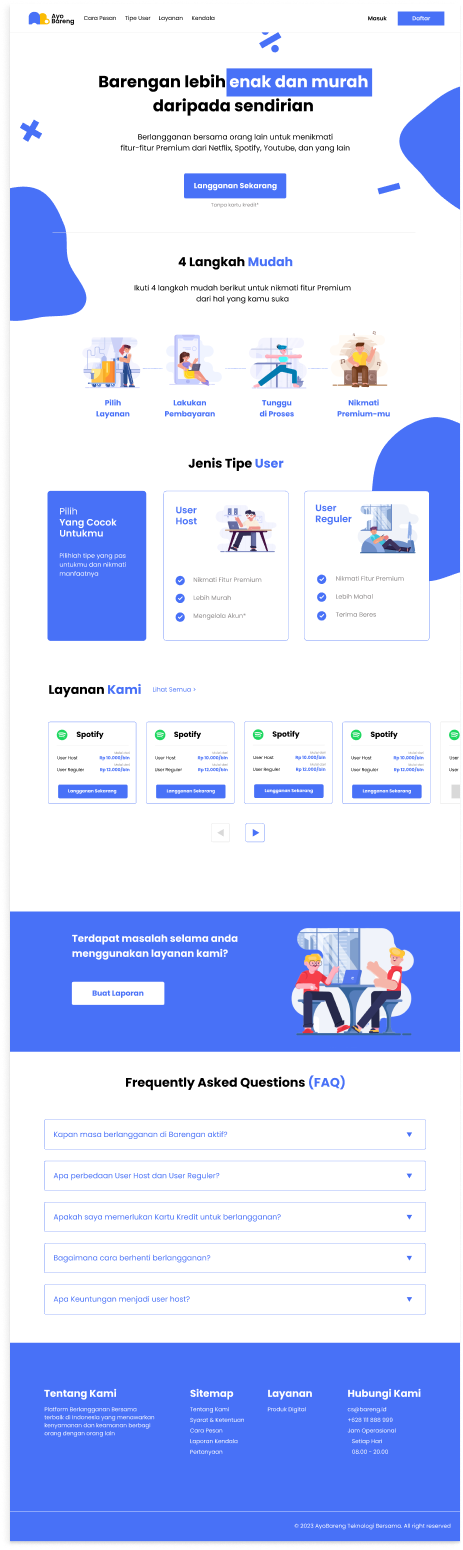 Ayo
Bareng
Cara Pesan
Tipe User
Layanan
Kendala
Masuk
Daftar
Barengan lebih enak dan murah
daripada sendirian
Berlangganan bersama orang lain untuk menikmati
fitur-fitur Premium dari Netflix, Spotify, Youtube, dan yang lain
Langganan Sekarang
Tanpa kartu kredit*
4 Langkah Mudah
Ikuti 4 langkah mudah berikut untuk nikmati fitur Premium
dari hal yang kamu suka
Pilih
Layanan
Lakukan
Pembayaran
Tunggu
di Proses
Nikmati
Premium-mu
Jenis Tipe User
Pilih
Yang Cocok
Untukmu
Pilihlah tipe yang pas
untukmu dan nikmati
manfaatnya
User
Host
Nikmati Fitur Premium
Lebih Murah
Mengelala Akun*
User
Reguler
Nikmati Fitur Premium
Lebih Mahal
Terima Beres
Layanan Kami
Lihat Semua >
Spotify
User Host
Rp 10.000/bln
User Reguler
Rp 12.000/bln
Langganan Sekarang
Spotify
User Host
Rp 10.000/bln
User Reguler
Rp 12.000/bln
Langganan Sekarang
Spotify
User Host
Rp 10.000/bln
User Reguler
Rp 12.000/bln
Langganan Sekarang
Spotify
User Host
Rp 10.000/bln
User Reguler
Rp 12.000/bln
Langganan Sekarang
Terdapat masalah selama anda
menggunakan layanan kami?
Buat Laporan
Frequently Asked Questions (FAQ)
Kapan masa berlangganan di Barengan aktif?
Apa perbedaan User Host dan User Reguler?
Apakah saya memerlukan Kartu Kredit untuk berlangganan?
Bagaimana cara berhenti berlangganan?
Apa Keuntungan menjadi user host?
Tentang Kami
Platform Berlangganan Bersama
terbaik di Indonesia yang menawarkan
kenyamanan dan keamanan berbagi
orang dengan orang lain
Sitemap
Tentang Kami
Syarat & Ketentuan
Cara Pesan
Laporan Kendala
Pertanyaan
Layanan
Produk Digital
Hubungi Kami
cs@bareng.id
+628 111 888 999
Jam Operasional
Setiap Hari
08.00 - 20.00
© 2023 AyoBareng Teknologi Bersama. All right reserved